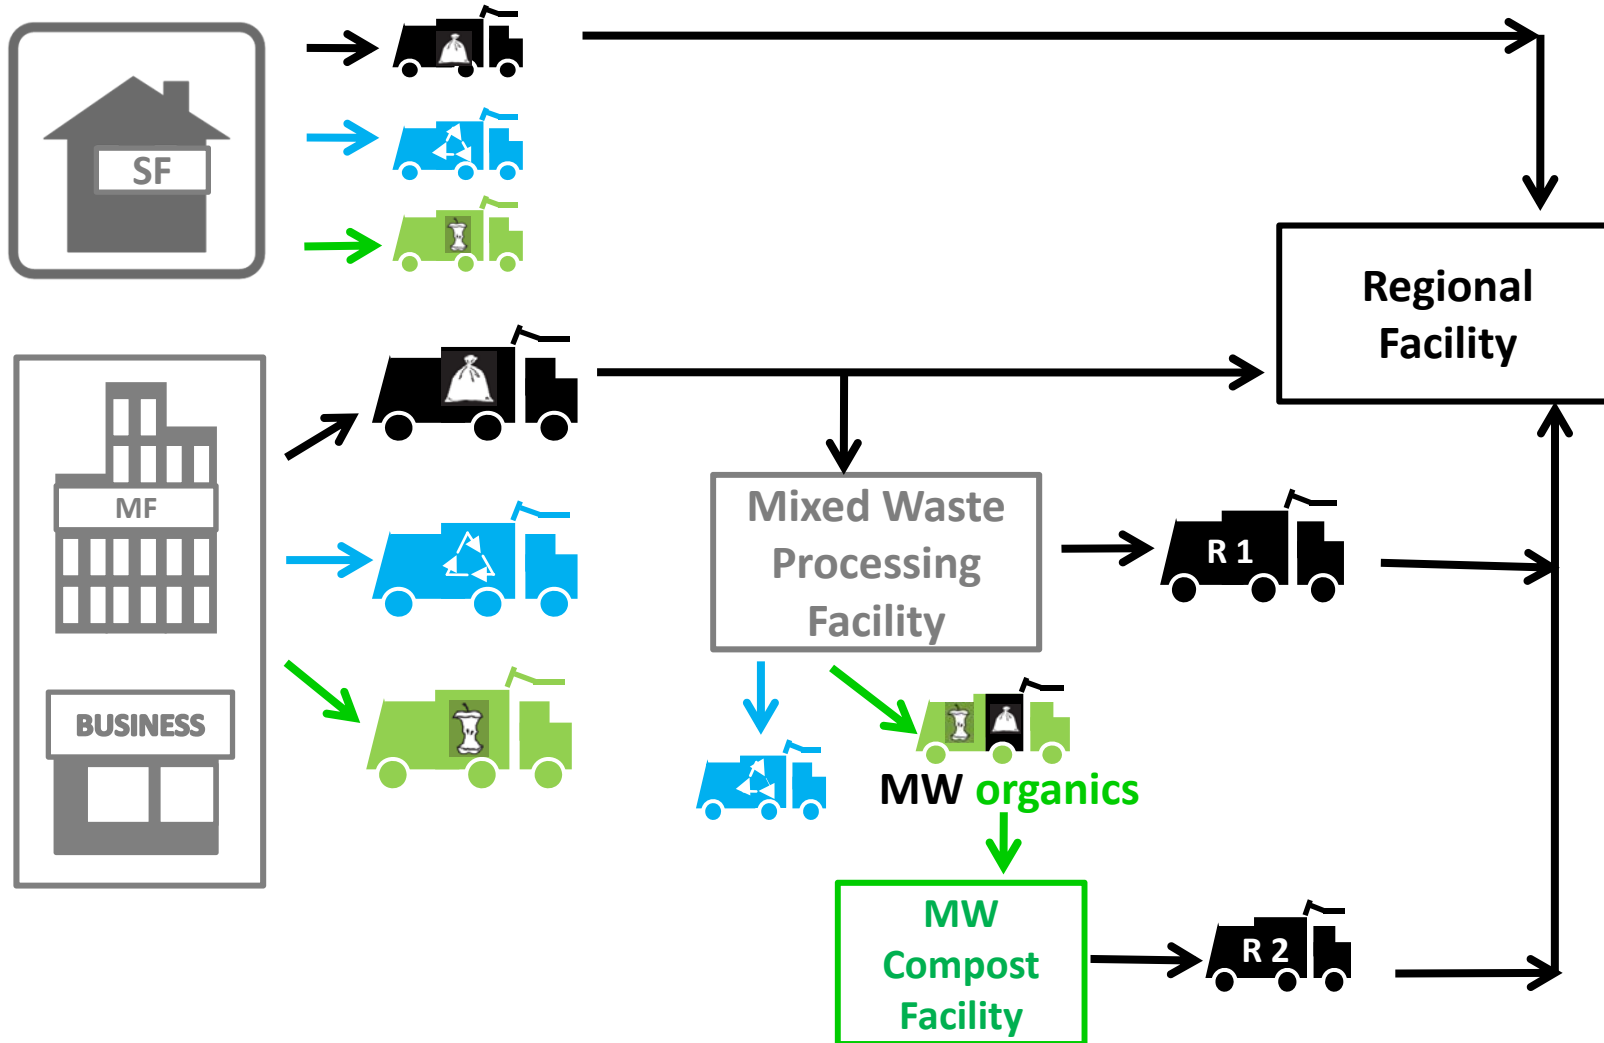 SF
Regional
Facility
MF
Mixed Waste
Processing
Facility
R 1
BUSINESS
MW organics
MW
Compost
Facility
R 2